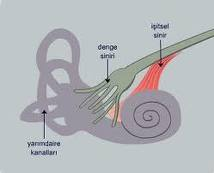 denge
siniri
işitsel
sinir
yarımdaire
kanalları